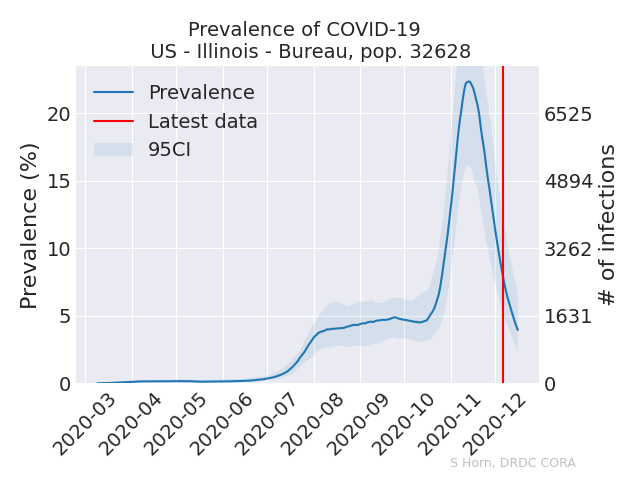 Prevalence of COVID-19
US - Illinois - Bureau, pop. 32628
Prevalence
Latest data
95CI
Prevalence (%)
20
15
10
5
0
# of infections
6525
4894
3262
1631
0
2020-03
2020-04
2020-05
2020-06
2020-07
2020-08
2020-09
2020-10
2020-11
2020-12
S Horn, DRDC CORA